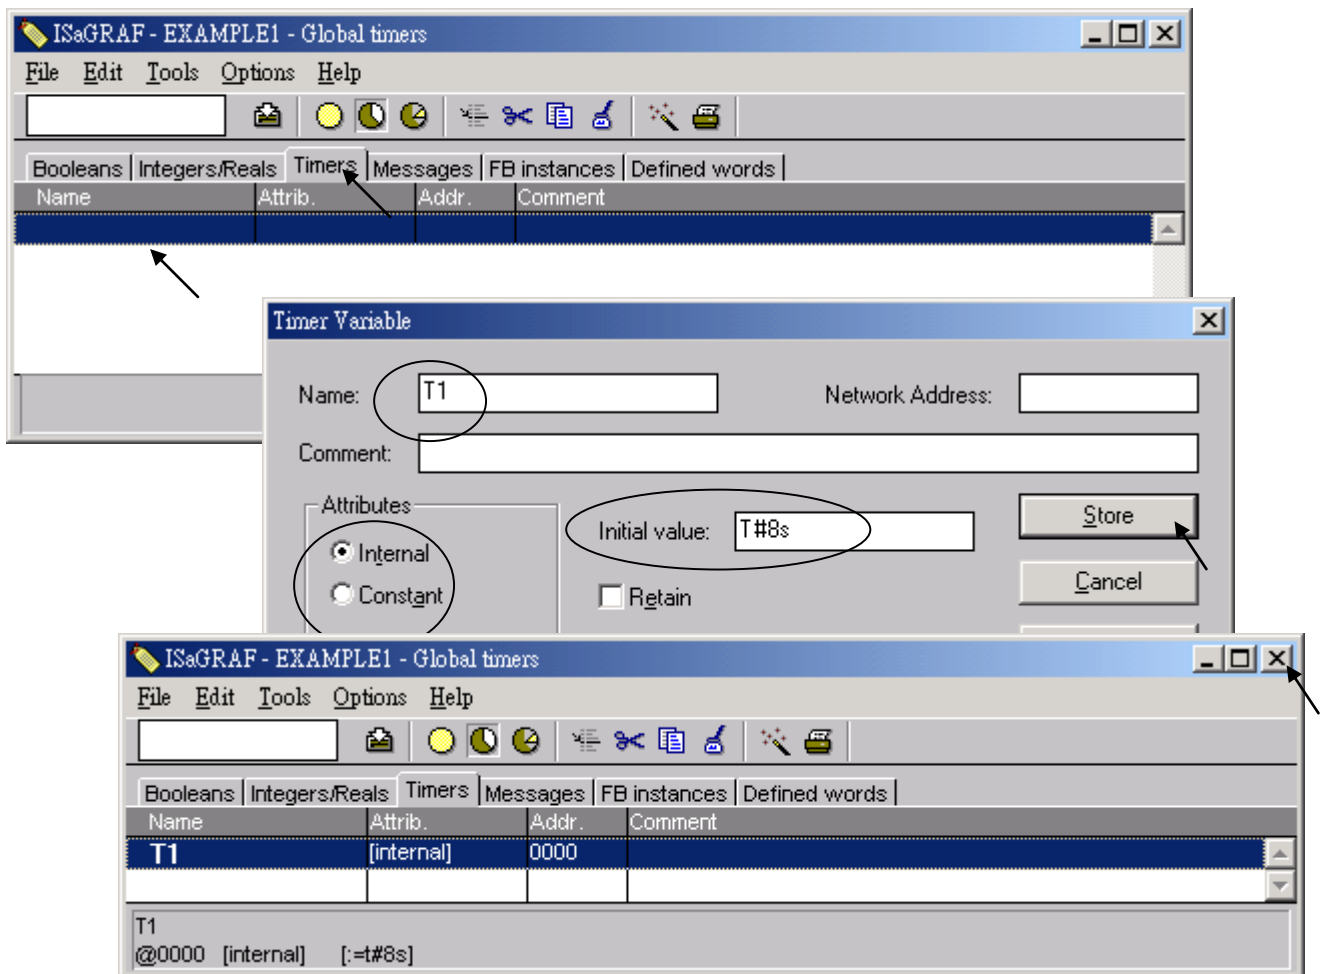 ISaGRAF - EXAMPLE1 - Global timers
File Edit Tools Options Help
Booleans Integers/Reals Timers Messages FB instances Defined words
Name Attrib. Addr. Comment
Timer Variable
Name: T1 Network Address:
Comment:
Attributes
Initial value: T#8s Store
Internal
Cancel
Constant Retain
ISaGRAF - EXAMPLE1 - Global timers
File Edit Tools Options Help
Booleans Integers/Reals Timers Messages FB instances Defined words
Name Attrib. Addr. Comment
T1 [internal] 0000
T1
@0000 [internal] [:=t#8s]